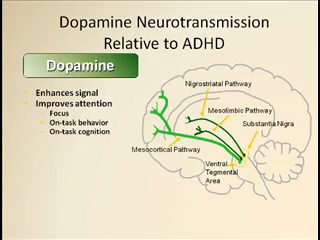 Dopamine Neurotransmission
Relative to ADHD
Dopamine
Enhances signal
Improves attention
– Focus
– On-task behavior
– On-task cognition
Nigrostriatal Pathway
Mesolimbic Pathway
Substantia Nigra
Mesocortical Pathway
Ventral
Tegmental
Area